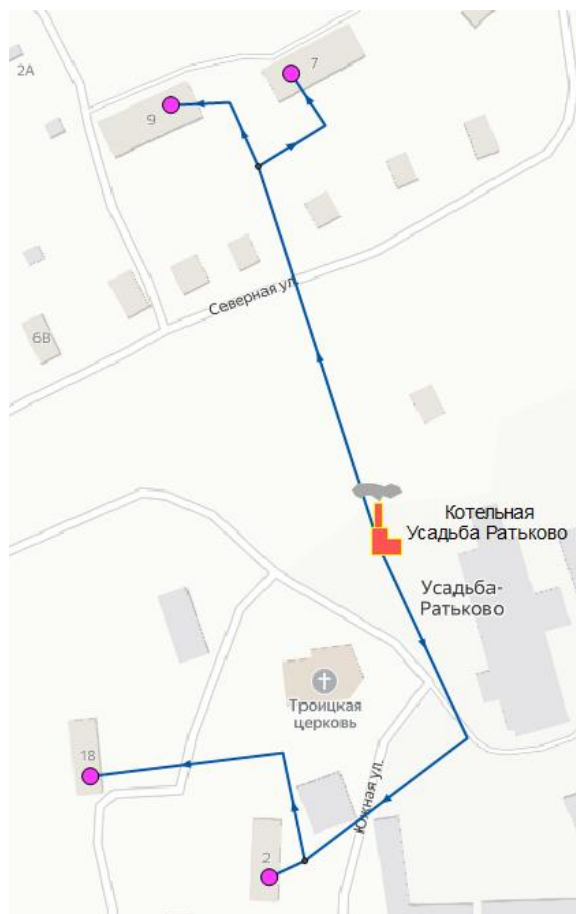 7
2А
9
Северная ул.
6В
Котельная
Усадьба Ратьково
Усадьба-
Ратьково
Троицкая
церковь
18
Южная ул.
2